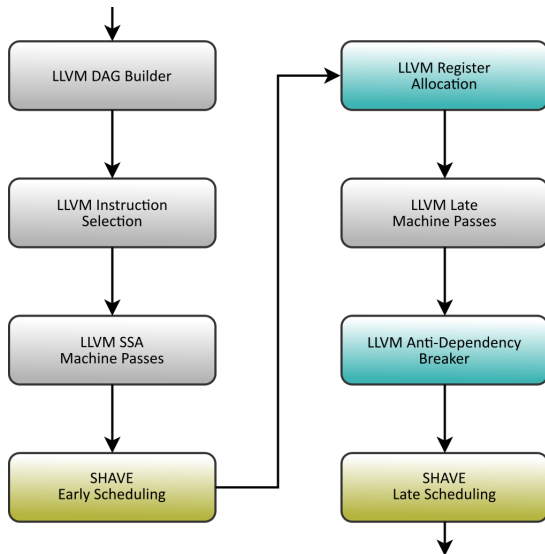 LLVM DAG Builder
LLVM Instruction
Selection
LLVM SSA
Machine Passes
SHAVE
Early Scheduling
LLVM Register
Allocation
LLVM Late
Machine Passes
LLVM Anti-Dependency
Breaker
SHAVE
Late Scheduling